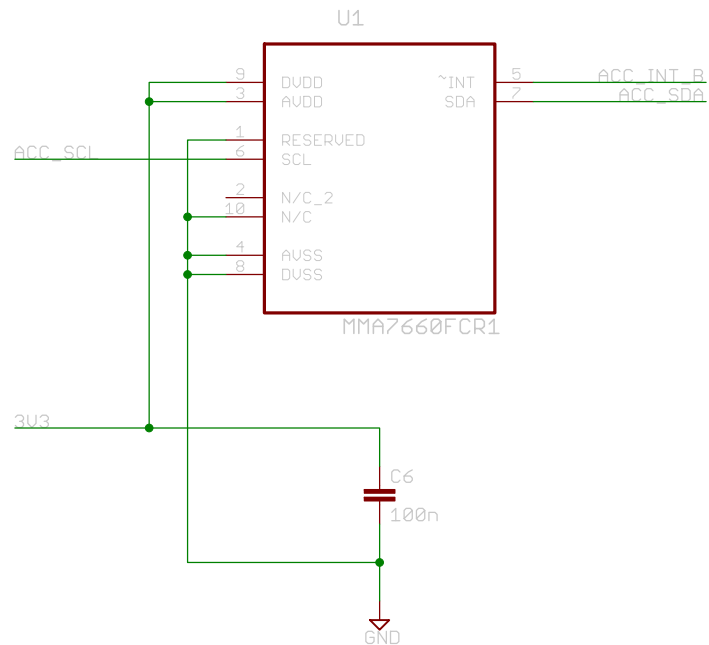 U1
9 DVDD ~INT 5 ACC_INT_B
3 AVDD SDA 7 ACC_SDA
1 RESERVED
ACC_SCL 6 SCL
2 N/C_2
10 N/C
4 AVSS
8 DVSS
MMA7660FCR1
3V3
C6
100n
GND